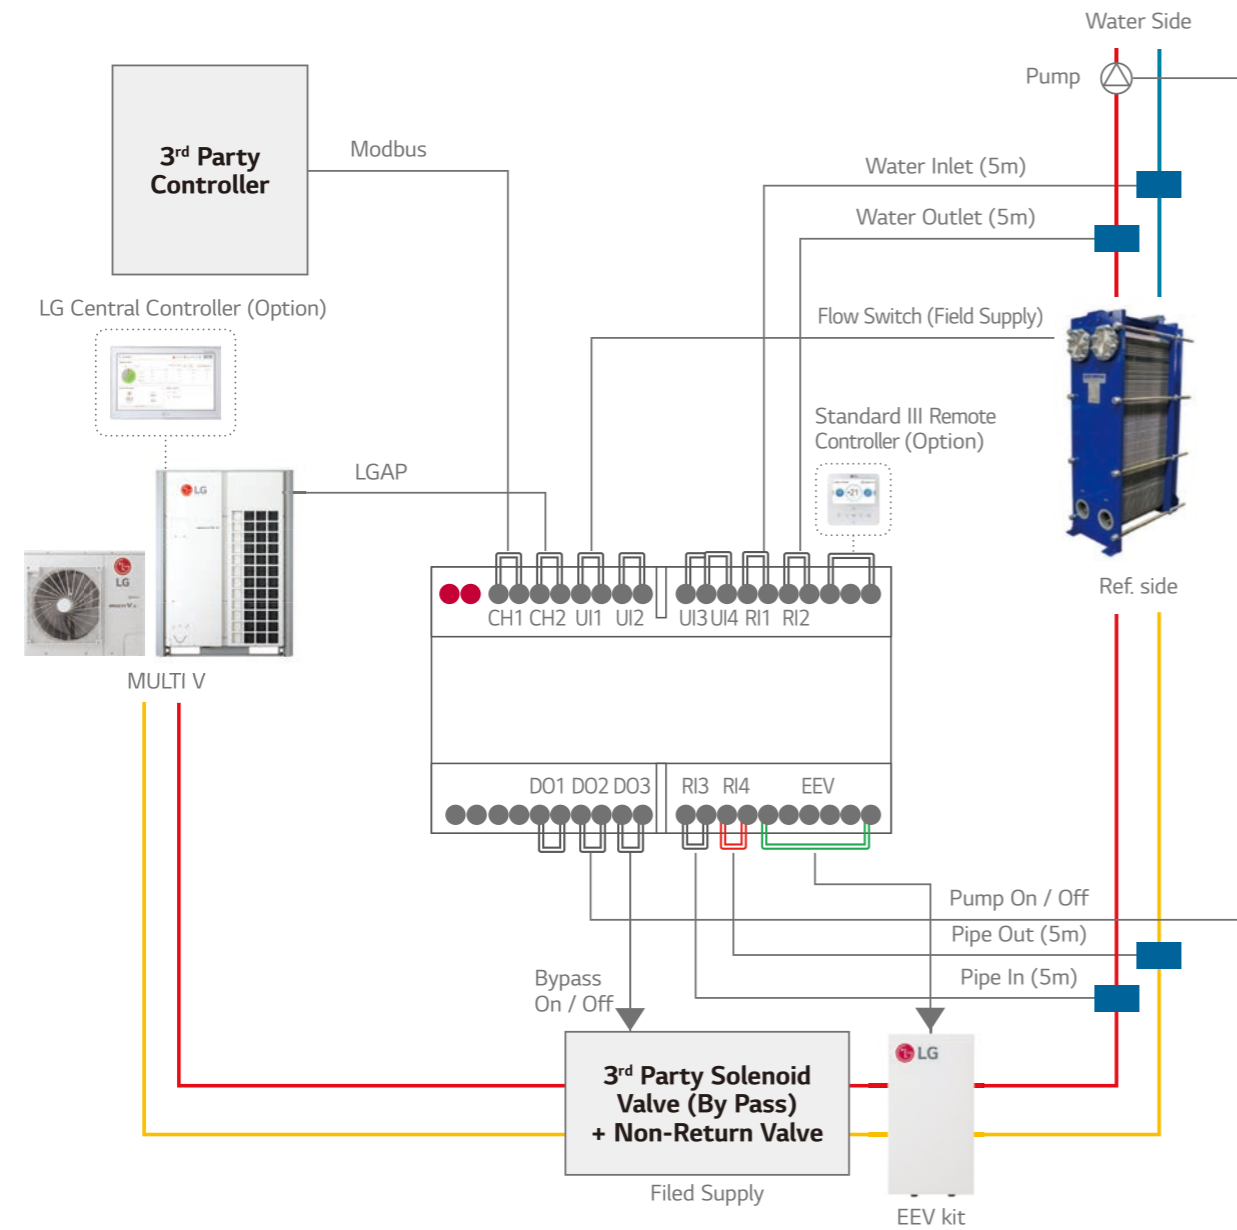 Water Side
Pump
3rd Party
Controller
Modbus
Water Inlet (5m)
Water Outlet (5m)
LG Central Controller (Option)
Flow Switch (Field Supply)
Standard III Remote
Controller (Option)
LGAP
LG
LG
MULTI V
CH1 CH2 UI1 UI2 UI3 UI4 RI1 RI2
Ref. side
DO1 DO2 DO3 RI3 RI4 EEV
Pump On / Off
Pipe Out (5m)
Pipe In (5m)
Bypass
On / Off
3rd Party Solenoid
Valve (By Pass)
+ Non-Return Valve
LG
Filed Supply
EEV kit